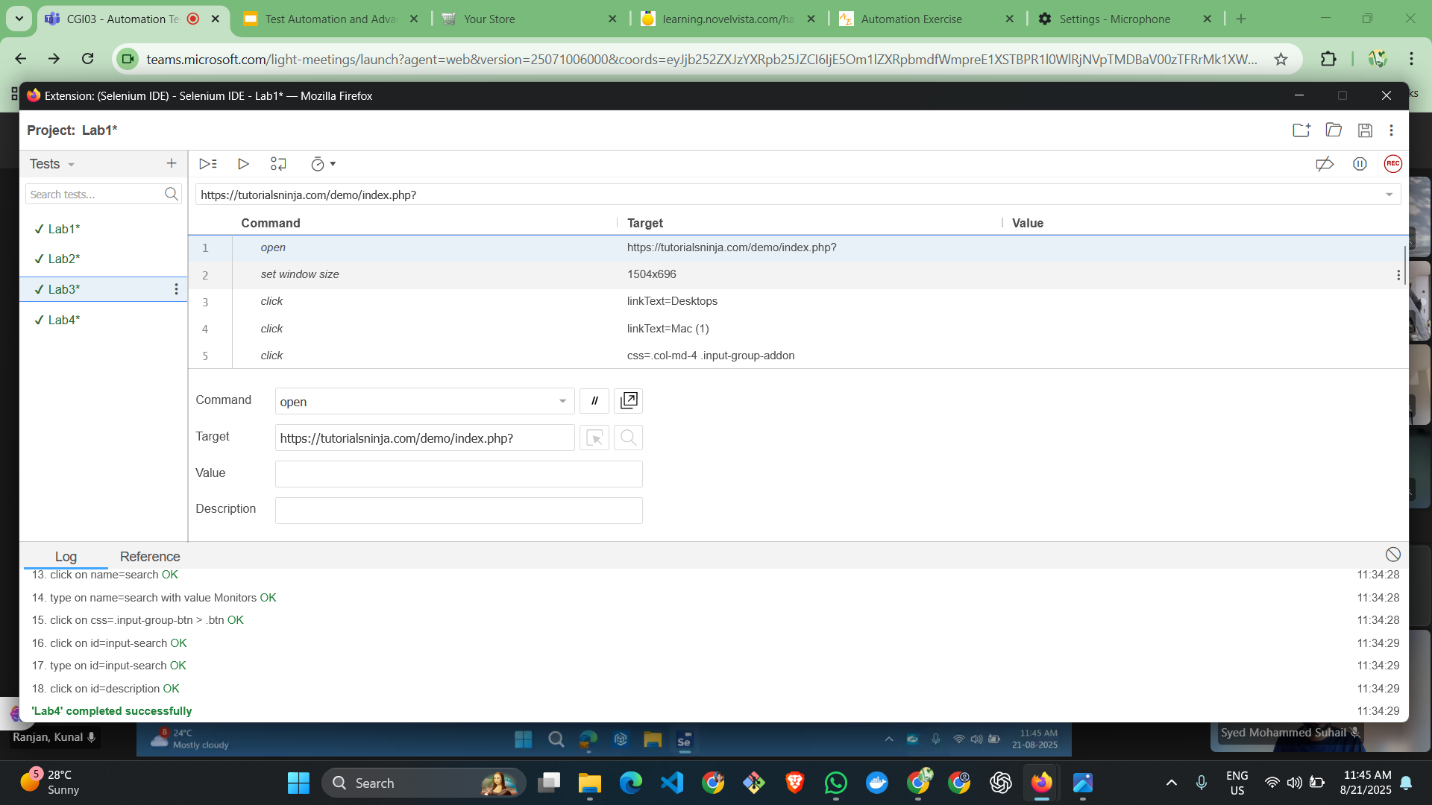 CGI03 - Automation Te
Test Automation and Adva
Your Store
learning.novelvista.com/ha
Automation Exercise
Settings - Microphone
teams.microsoft.com/light-meetings/launch?agent=web&version=25071006000&coords=eyJjb252ZXJzYXRpb25JZCI6IjE5Om1lZXRpbmdfWmpreE1XSTBPR1l0WlRjNVpTMDBaV00zTFRrMk1XW...
Extension: (Selenium IDE) - Selenium IDE - Lab1* — Mozilla Firefox
Project: Lab1*
Tests
Search tests...
Lab1*
Lab2*
Lab3*
Lab4*
REC
https://tutorialsninja.com/demo/index.php?
Command Target Value
1 open https://tutorialsninja.com/demo/index.php?
2 set window size 1504x696
3 click linkText=Desktops
4 click linkText=Mac (1)
5 click css=.col-md-4 .input-group-addon
Command open //
Target https://tutorialsninja.com/demo/index.php?
Value
Description
Log Reference
13. click on name=search OK 11:34:28
14. type on name=search with value Monitors OK 11:34:28
15. click on css=.input-group-btn > .btn OK 11:34:28
16. click on id=input-search OK 11:34:29
17. type on id=input-search OK 11:34:29
18. click on id=description OK 11:34:29
'Lab4' completed successfully 11:34:29
Ranjan, Kunal
8 24°C
Mostly cloudy
Se
11:45 AM
21-08-2025
Syed Mohammed Suhail
5 28°C
Sunny
Search
ENG
US
11:45 AM
8/21/2025